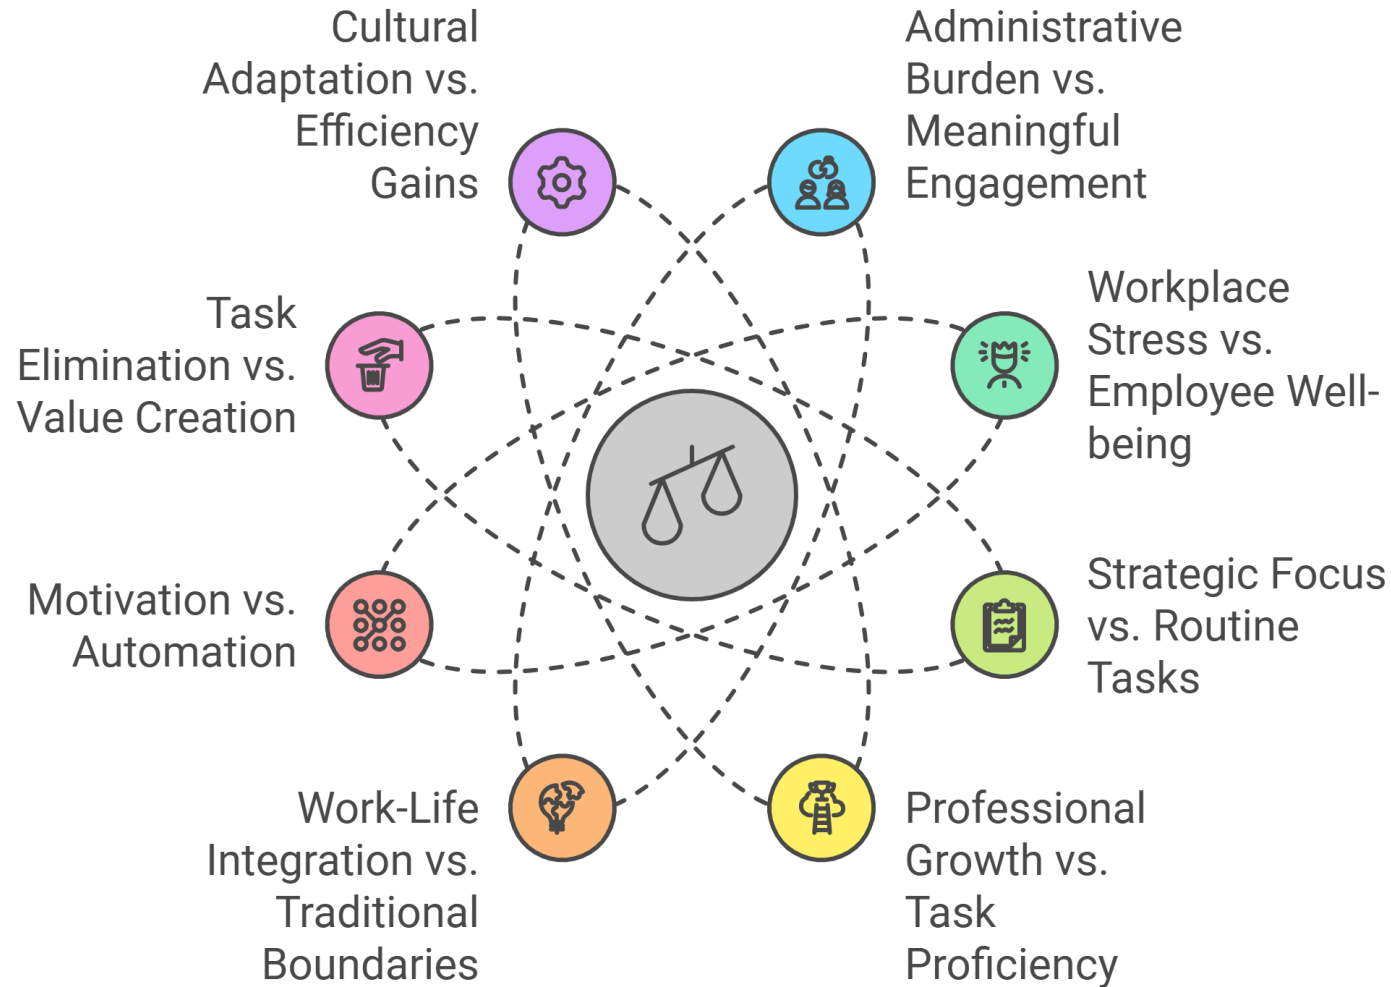 Cultural
Adaptation vs.
Efficiency
Gains
Administrative
Burden vs.
Meaningful
Engagement
Task
Elimination vs.
Value Creation
Workplace
Stress vs.
Employee Well-
being
Motivation vs.
Automation
Strategic Focus
vs. Routine
Tasks
Work-Life
Integration vs.
Traditional
Boundaries
Professional
Growth vs.
Task
Proficiency